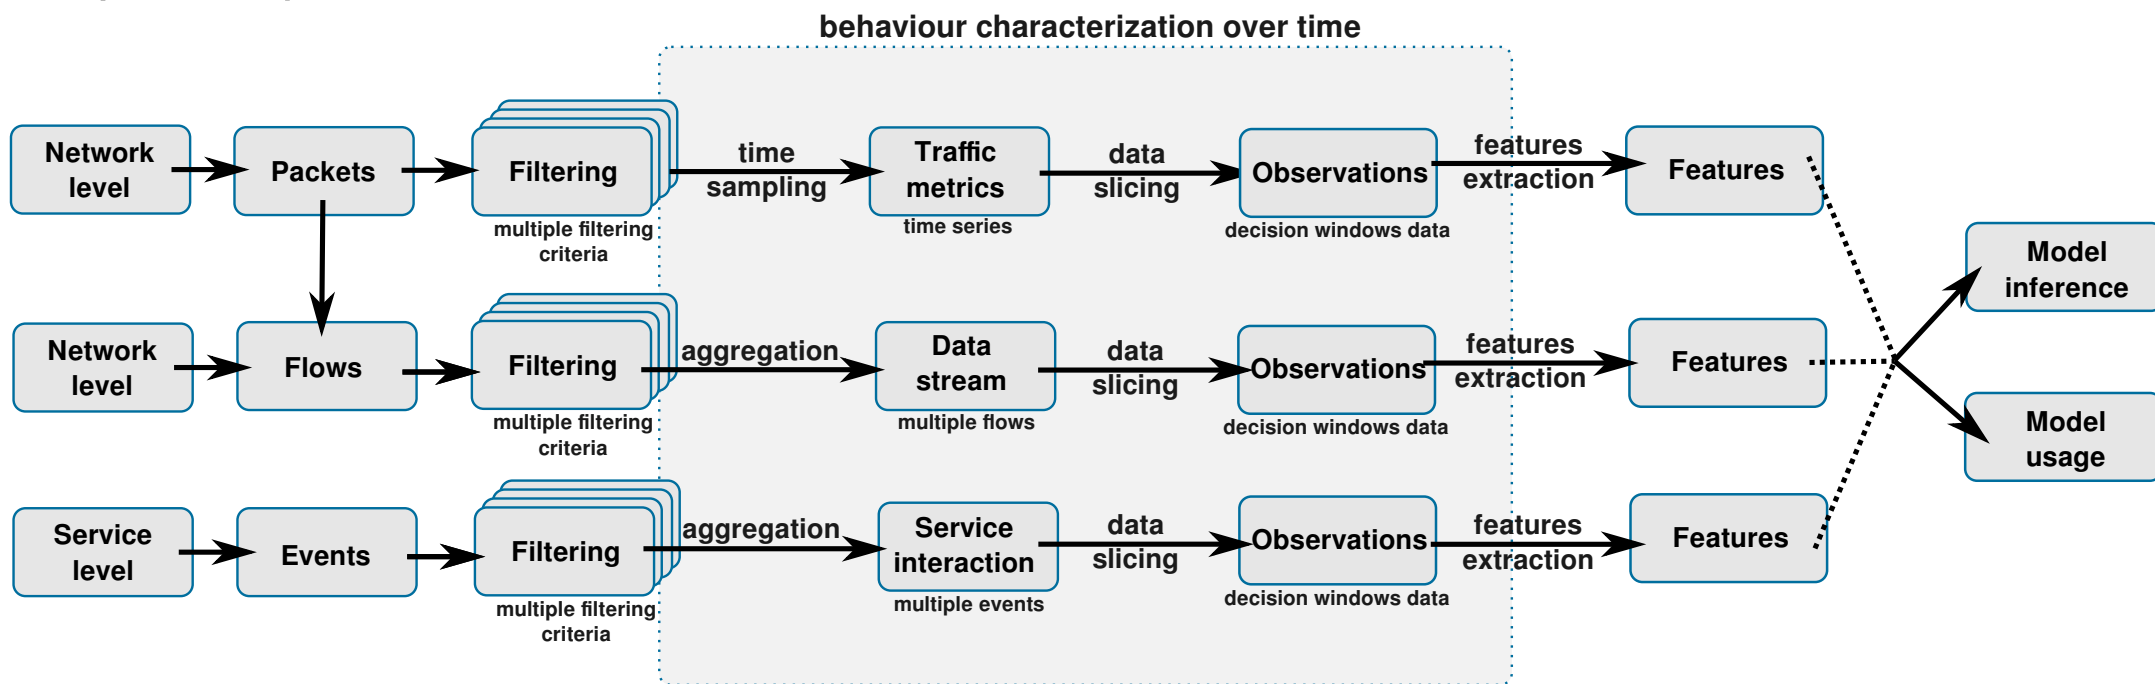 behaviour characterization over time
Network
level
Packets
Filtering
multiple filtering
criteria
time
sampling
Traffic
metrics
time series
data
slicing
Observations
decision windows data
features
extraction
Features
Network
level
Flows
Filtering
multiple filtering
criteria
aggregation
Data
stream
multiple flows
data
slicing
Observations
decision windows data
features
extraction
Features
Service
level
Events
Filtering
multiple filtering
criteria
aggregation
Service
interaction
multiple events
data
slicing
Observations
decision windows data
features
extraction
Features
Model
inference
Model
usage